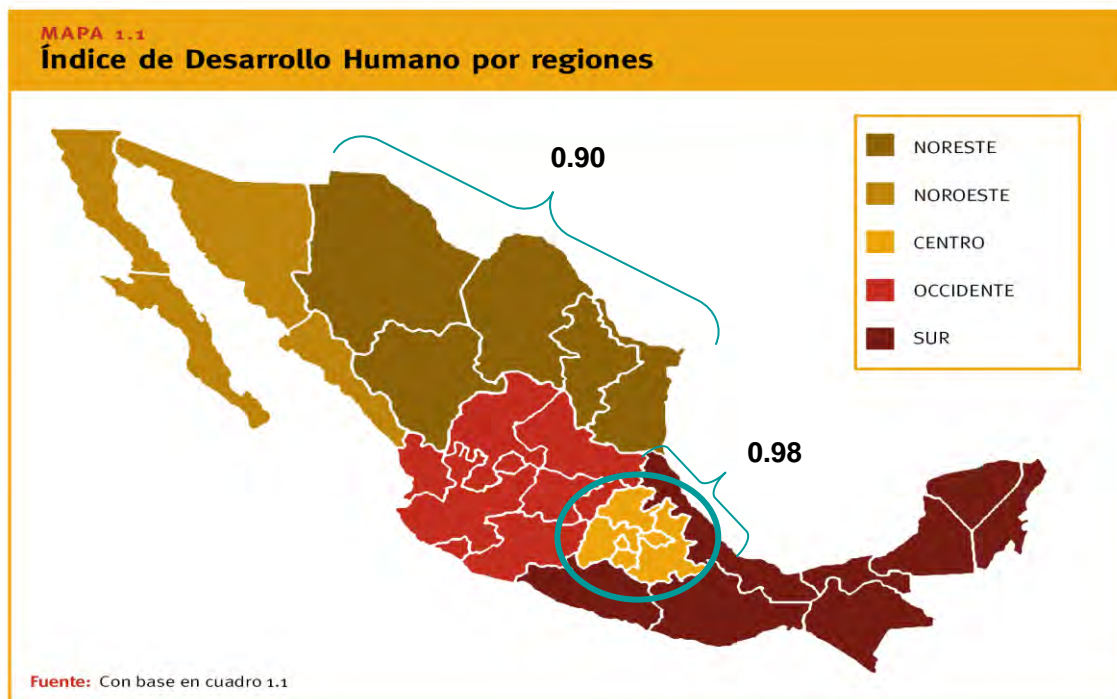 MAPA 1.1
Índice de Desarrollo Humano por regiones
0.90
NORESTE
NOROESTE
CENTRO
OCCIDENTE
SUR
0.98
Fuente: Con base en cuadro 1.1